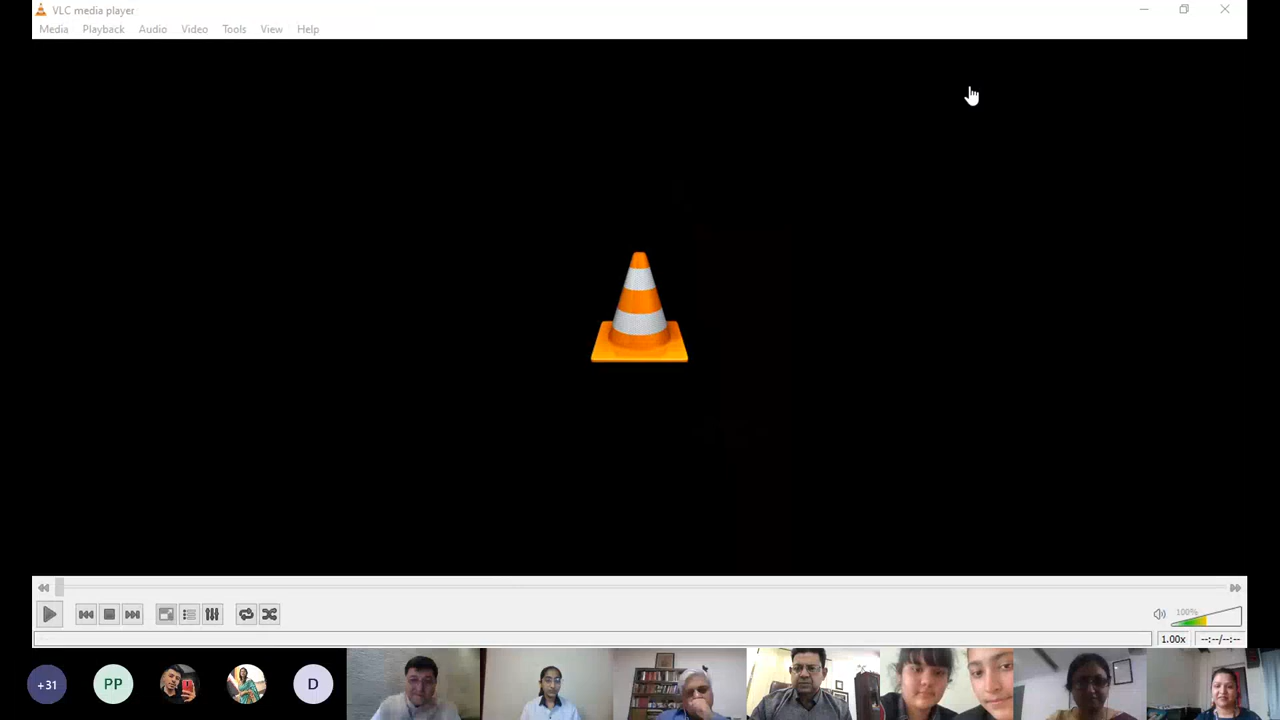 VLC media player
Media Playback Audio Video Tools View Help
100%
1.00x --:--/--:--
+31 PP D